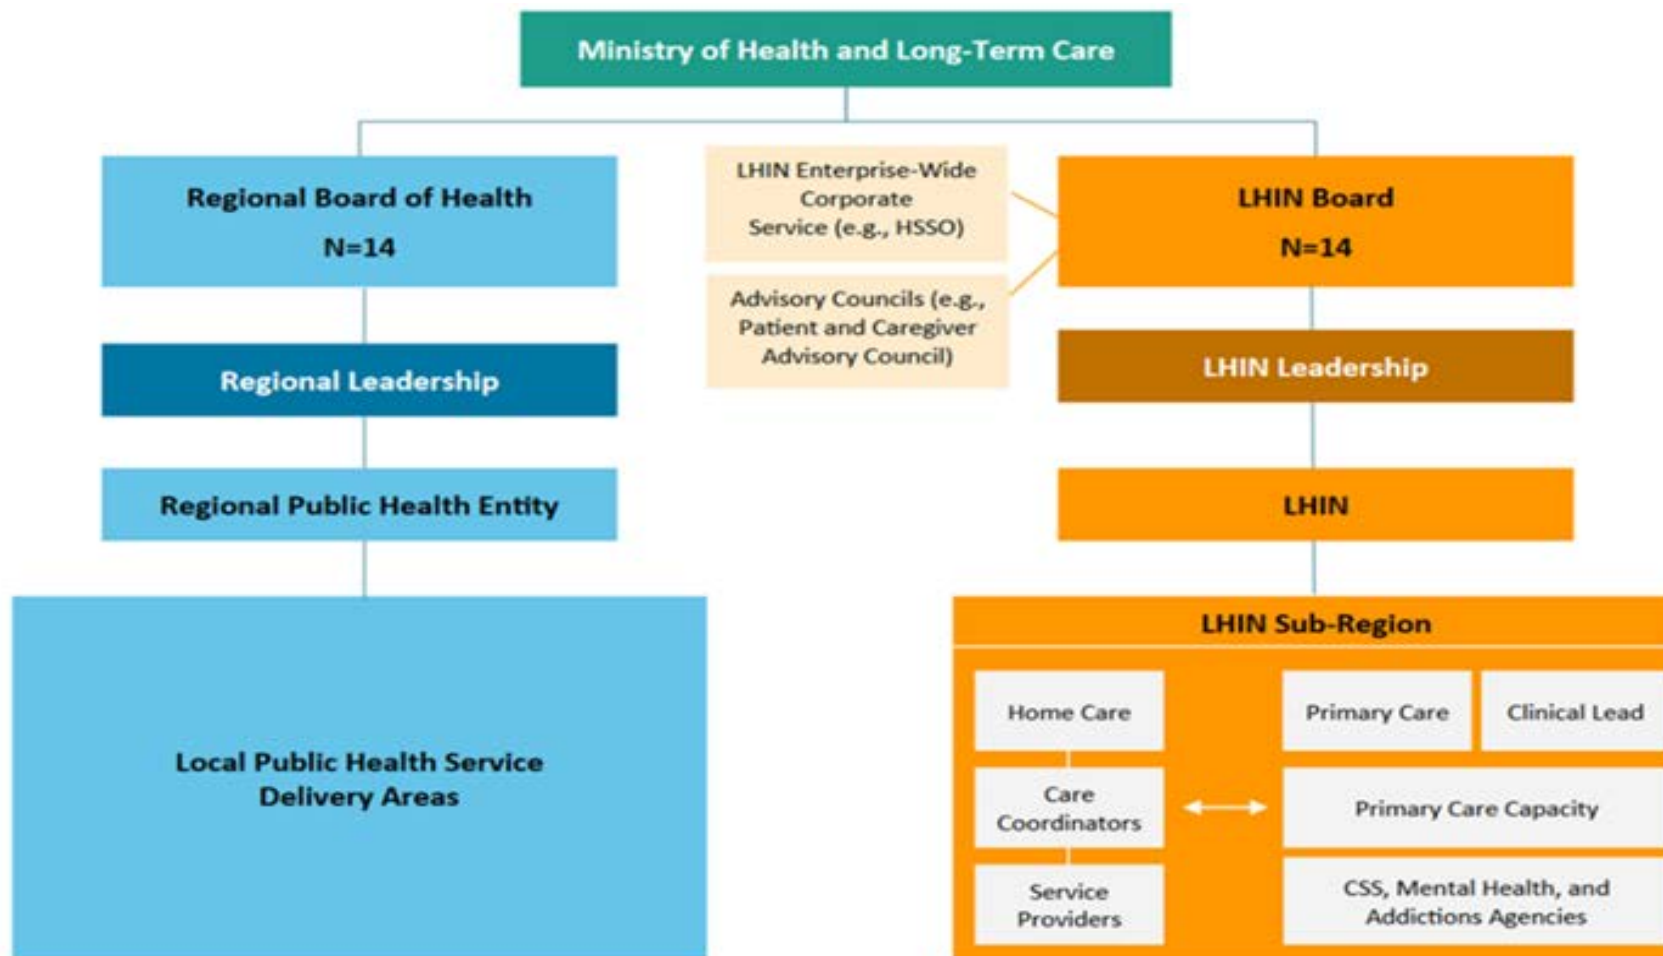 Ministry of Health and Long-Term Care
Regional Board of Health
N=14
LHIN Enterprise-Wide
Corporate
Service (e.g., HSSO)
LHIN Board
N=14
Advisory Councils (e.g.,
Patient and Caregiver
Advisory Council)
Regional Leadership
LHIN Leadership
Regional Public Health Entity
LHIN
Local Public Health Service
Delivery Areas
LHIN Sub-Region
Home Care
Primary Care
Clinical Lead
Care
Coordinators
Primary Care Capacity
Service
Providers
CSS, Mental Health, and
Addictions Agencies